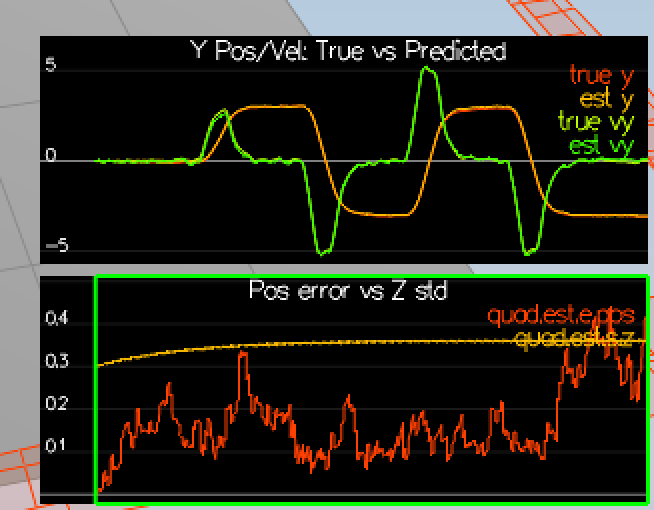 Y Pos/Vel: True vs Predicted
5
true y
est y
true vy
0
est vy
-5
Pos error vs Z std
0.4
quad.est.e.pos
quad.est.s.z
0.3
0.2
0.1